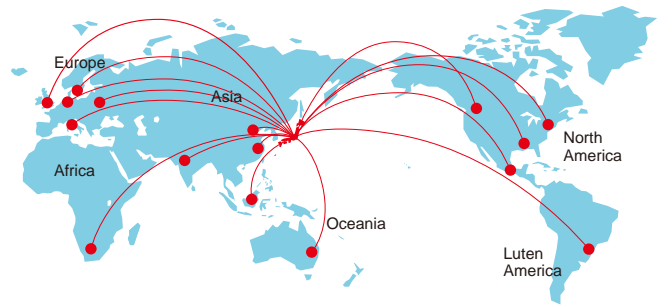 Europe
Asia
Africa
Oceania
North
America
Luten
America